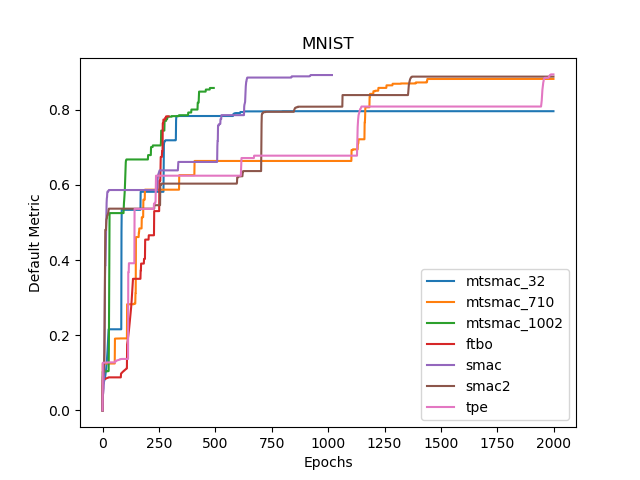 MNIST
Default Metric
0.8
0.6
0.4
0.2
0.0
mtsmac_32
mtsmac_710
mtsmac_1002
ftbo
smac
smac2
tpe
0 250 500 750 1000 1250 1500 1750 2000
Epochs